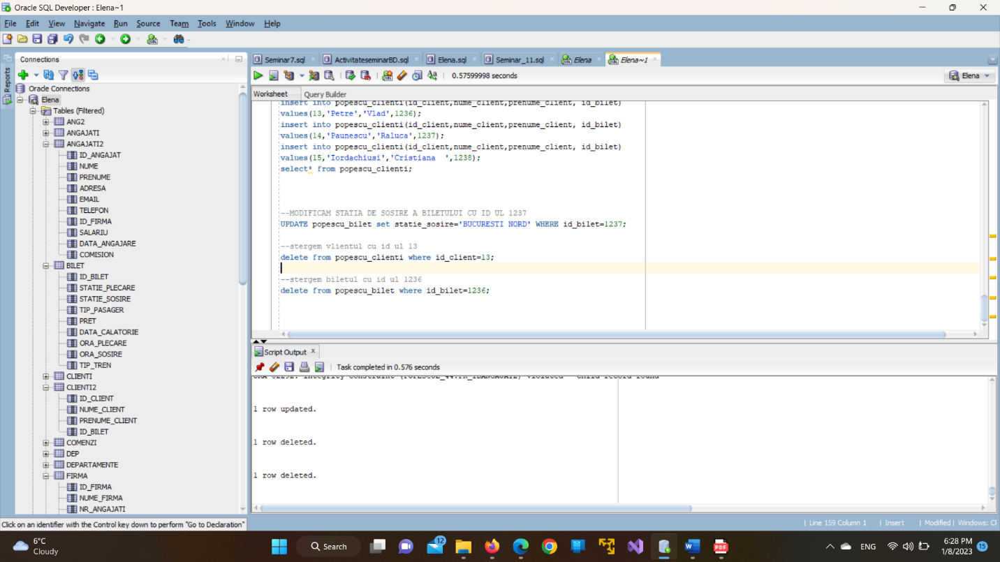 Oracle SQL Developer : Elena~1
File Edit View Navigate Run Source Team Tools Window Help
Connections
Reports
Oracle Connections
Elena
Tables (Filtered)
ANG2
ANGAJATI
ANGAJATI2
ID_ANGAJAT
NUME
PRENUME
ADRESA
EMAIL
TELEFON
ID_FIRMA
SALARIU
DATA_ANGAJARE
COMISION
BILET
ID_BILET
STATIE_PLECARE
STATIE_SOSIRE
TIP_PASAGER
PRET
DATA_CALATORIE
ORA_PLECARE
ORA_SOSIRE
TIP_TREN
CLIENTI
CLIENTI2
ID_CLIENT
NUME_CLIENT
PRENUME_CLIENT
ID_BILET
COMENZI
DEP
DEPARTAMENTE
FIRMA
ID_FIRMA
NUME_FIRMA
NR_ANGAJATI
Seminar7.sql ActivitateseminarBD.sql Elena.sql Seminar_11.sql Elena Elena~1
0.57599998 seconds
Elena
Worksheet Query Builder
insert into popescu_clienti(id_client,nume_client,prenume_client, id_bilet)
values(13,'Petre','Vlad',1236);
insert into popescu_clienti(id_client,nume_client,prenume_client, id_bilet)
values(14,'Paunescu','Raluca',1237);
insert into popescu_clienti(id_client,nume_client,prenume_client, id_bilet)
values(15,'Iordachiusi','Cristiana  ',1238);
select* from popescu_clienti;
--MODIFICAM STATIA DE SOSIRE A BILETULUI CU ID UL 1237
UPDATE popescu_bilet set statie_sosire='BUCURESTI NORD' WHERE id_bilet=1237;
--stergem vlientul cu id ul 13
delete from popescu_clienti where id_client=13;
--stergem biletul cu id ul 1236
delete from popescu_bilet where id_bilet=1236;
Script Output
Task completed in 0.576 seconds
1 row updated.
1 row deleted.
1 row deleted.
Click on an identifier with the Control key down to perform "Go to Declaration"
Line 159 Column 1 Insert Modified Windows: C
6°C
Cloudy
Search
12
ENG
6:28 PM
1/8/2023
15